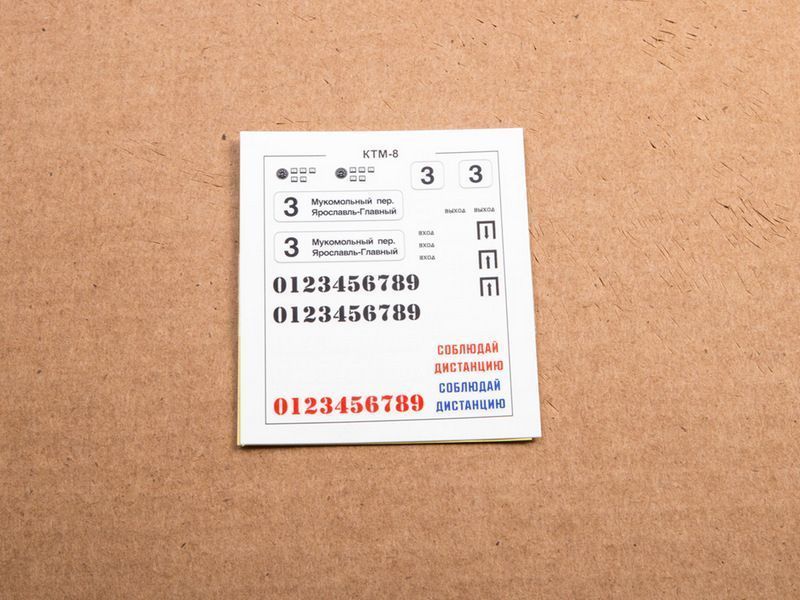 КТМ-8
3 3
3 Мукомольный пер.
Ярославль-Главный
ВЫХОД ВЫХОД
3 Мукомольный пер.
Ярославль-Главный
ВХОД
ВХОД
ВХОД
0123456789
0123456789
СОБЛЮДАЙ
ДИСТАНЦИЮ
0123456789
СОБЛЮДАЙ
ДИСТАНЦИЮ